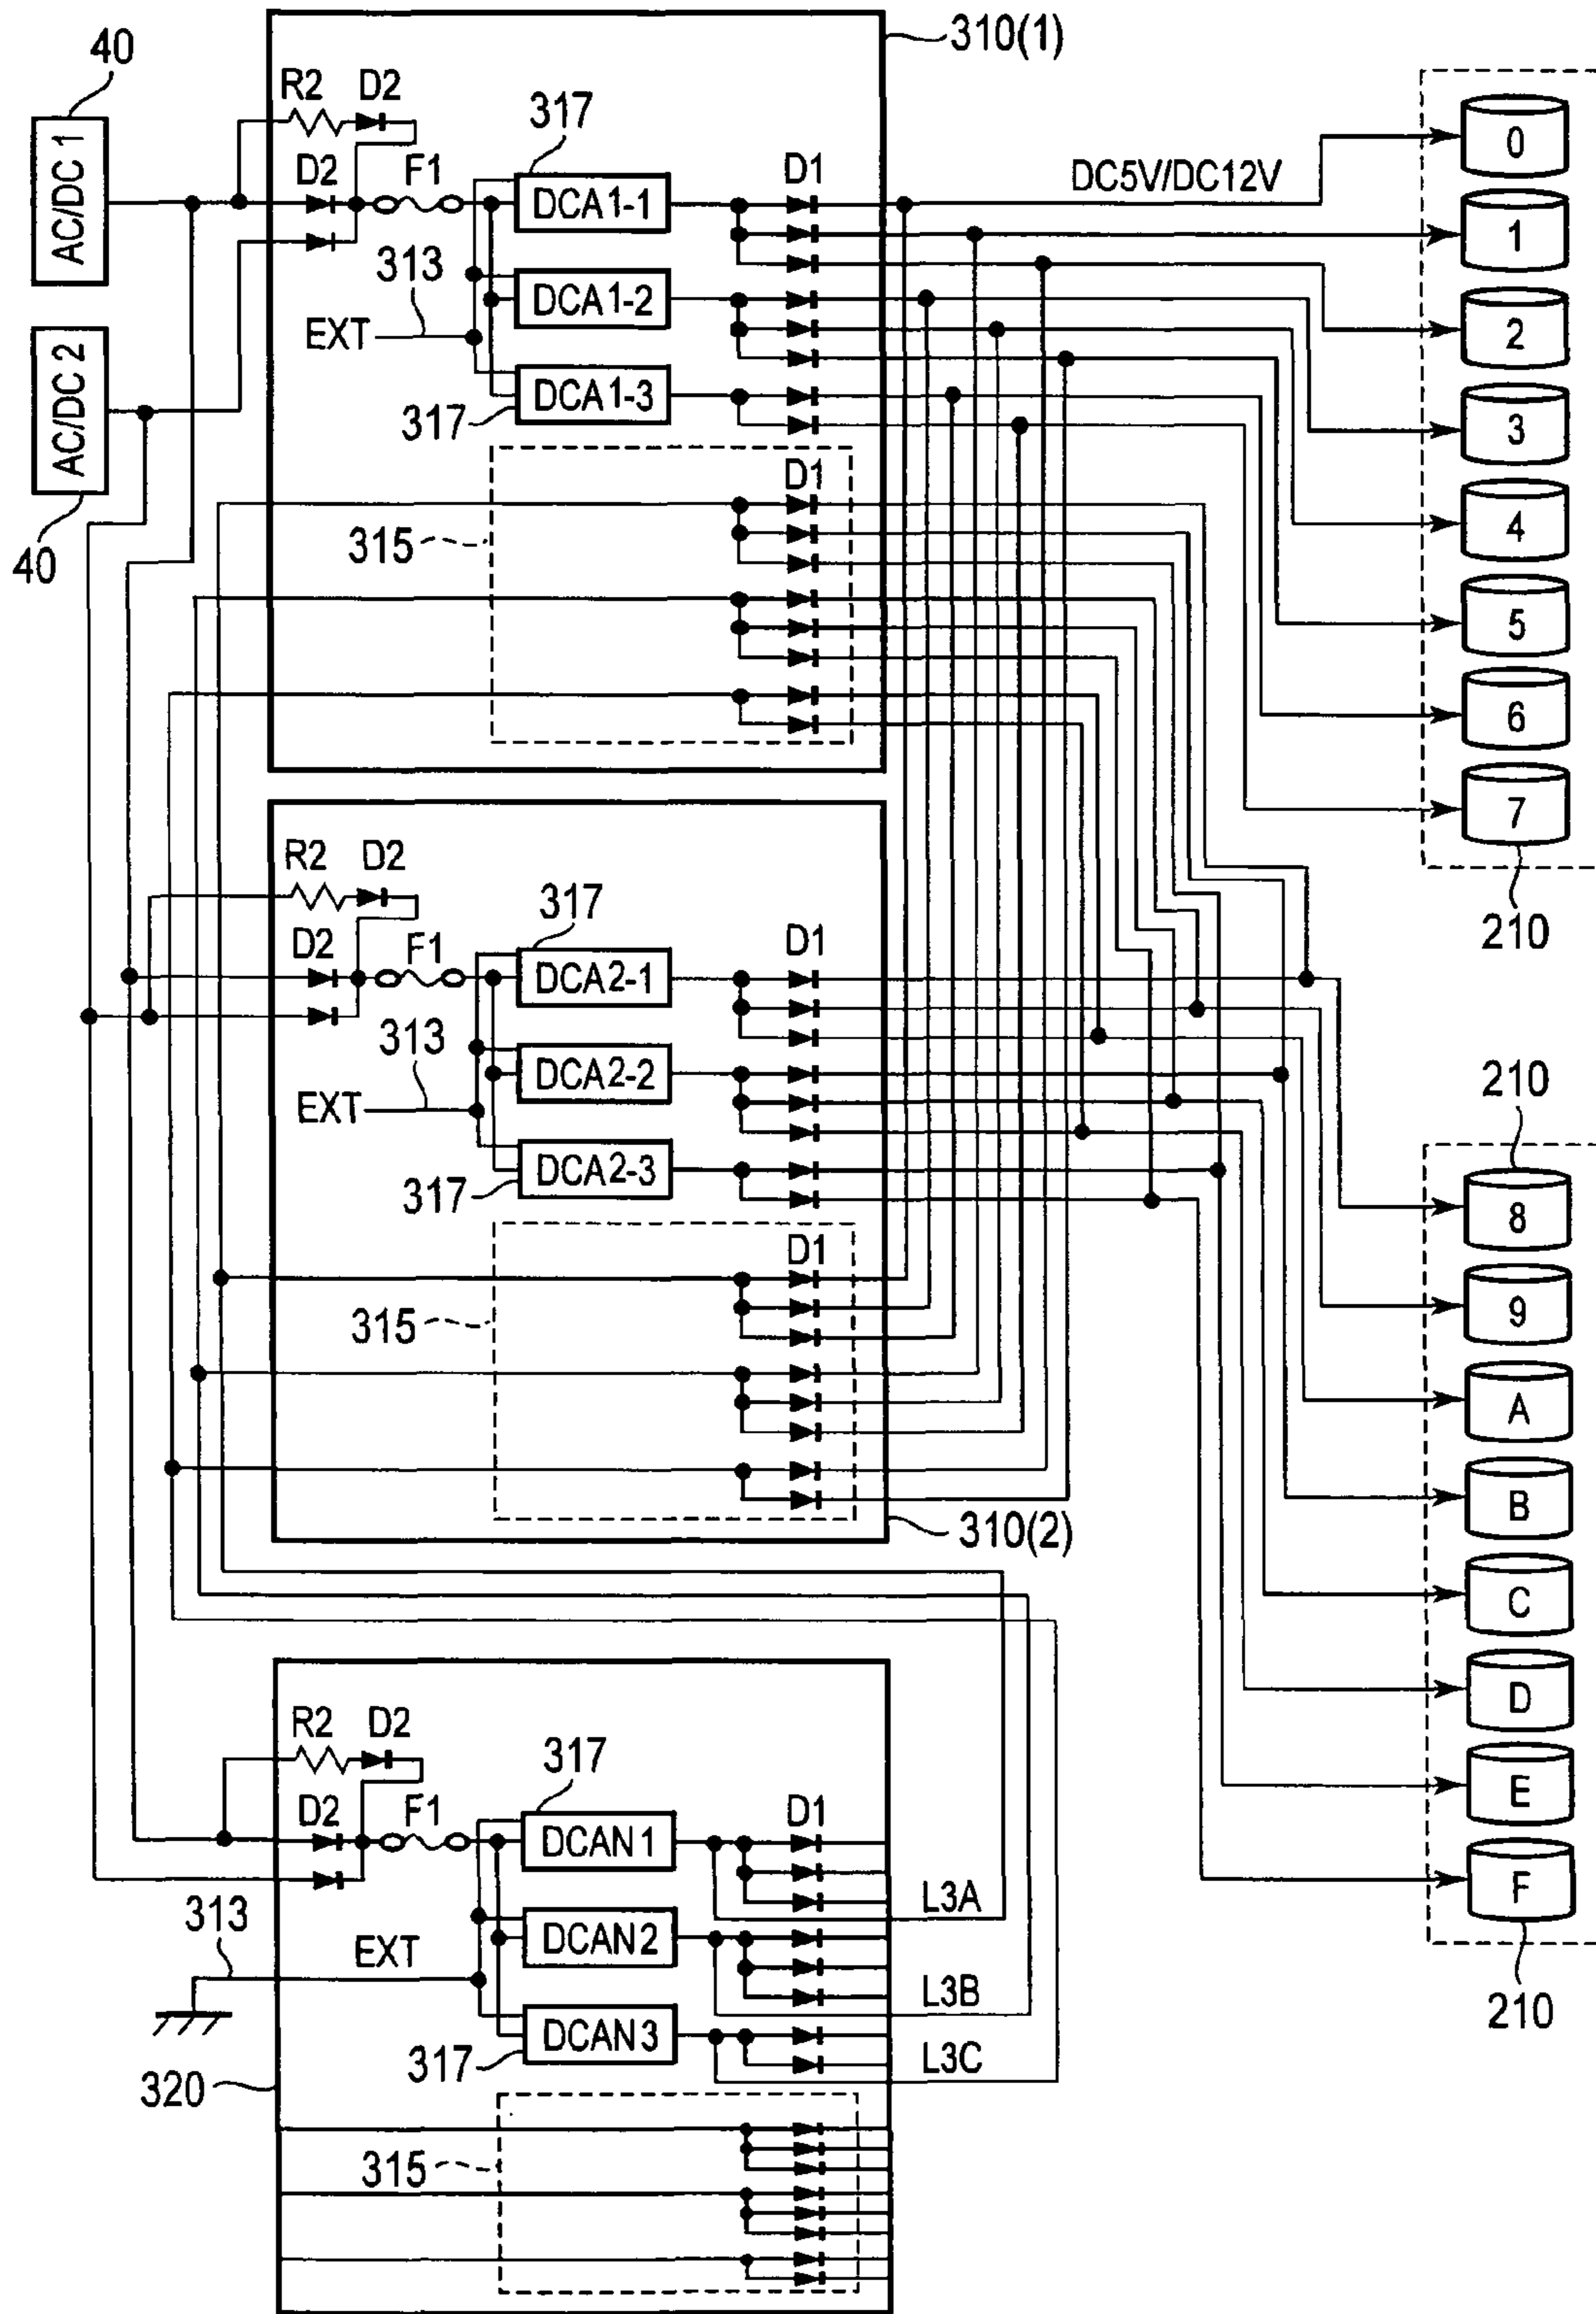 310(1)
40
AC/DC 1
R2
D2
317
D2
F1
DCA1-1
D1
DC5V/DC12V
0
1
313
EXT
DCA1-2
2
AC/DC 2
317
DCA1-3
3
D1
315
4
40
5
6
7
R2
D2
317
210
D2
F1
DCA2-1
D1
313
EXT
DCA2-2
210
317
DCA2-3
8
D1
9
315
A
B
310(2)
C
D
R2
D2
317
E
D2
F1
DCAN1
D1
F
L3A
313
EXT
DCAN2
L3B
210
317
DCAN3
L3C
320
315